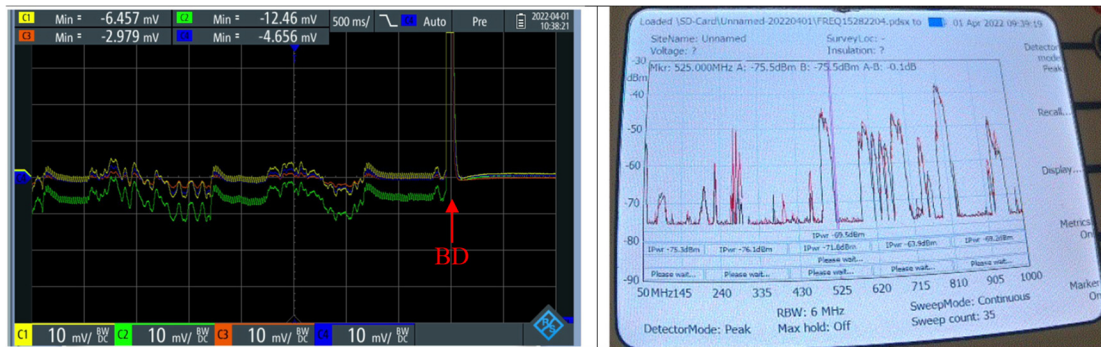 C1 Min = -6.457 mV C2 Min = -12.46 mV 500 ms/ C4 Auto Pre 2022-04-01
C3 Min = -2.979 mV C4 Min = -4.656 mV 10:38:21
BD
C1 10 mV/ BW DC C2 10 mV/ BW DC C3 10 mV/ BW DC C4 10 mV/ BW DC
Loaded \SD-Card\Unnamed-20220401\FREQ15282204.pdsx to 01 Apr 2022 09:39:19
SiteName: Unnamed SurveyLoc: -
Voltage: ? Insulation: ?
Detector
mode
Peak
-30
dBm
Mkr: 525.000MHz A: -75.5dBm B: -75.5dBm A-B: -0.1dB
-40
Recall...
-50
-60
Display...
-70
Metrics
On
-80
IPwr -69.5dBm
IPwr -75.3dBm IPwr -76.1dBm IPwr -71.6dBm IPwr -63.9dBm IPwr -69.2dBm
Please wait...
Please wait... Please wait... Please wait... Please wait... Please wait...
-90
50 MHz 145 240 335 430 525 620 715 810 905 1000
Marker
On
RBW: 6 MHz SweepMode: Continuous
DetectorMode: Peak Max hold: Off Sweep count: 35